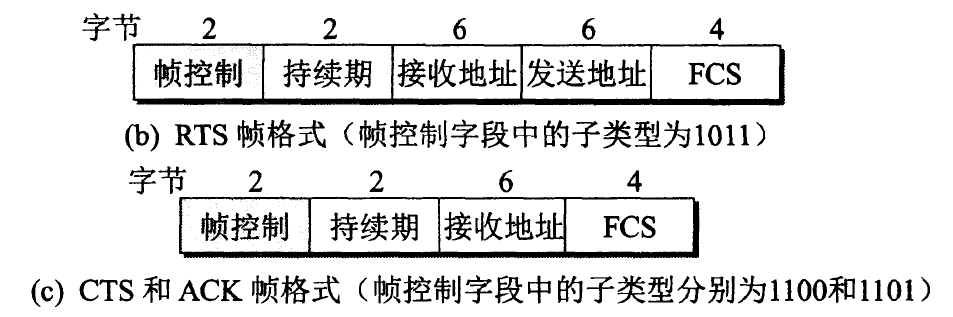 字节 2 2 6 6 4
帧控制 持续期 接收地址 发送地址 FCS
(b) RTS 帧格式（帧控制字段中的子类型为1011）
字节 2 2 6 4
帧控制 持续期 接收地址 FCS
(c) CTS 和 ACK 帧格式（帧控制字段中的子类型分别为1100和1101）